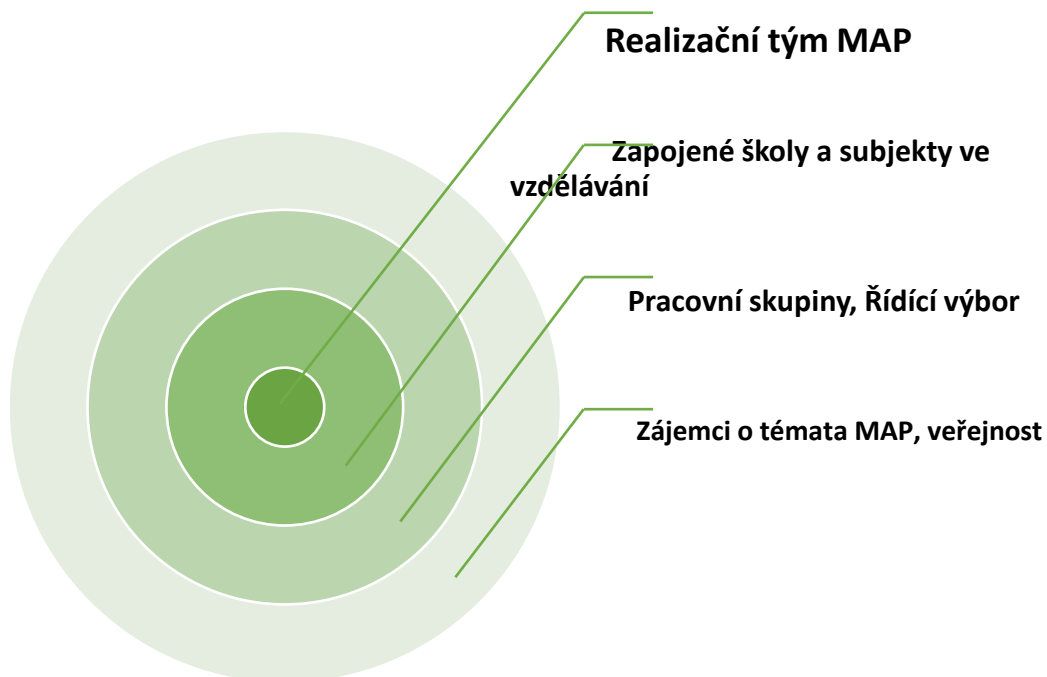 Realizační tým MAP
Zapojené školy a subjekty ve
vzdělávání
Pracovní skupiny, Řídící výbor
Zájemci o témata MAP, veřejnost